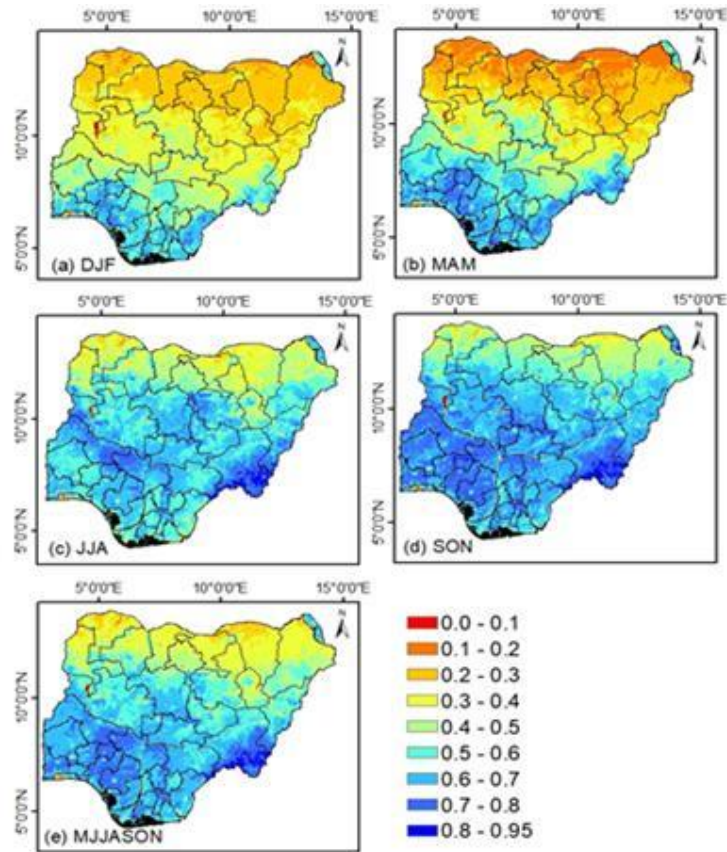 5°0'0"E 10°0'0"E 15°0'0"E 5°0'0"E 10°0'0"E 15°0'0"E
N N
10°0'0"N 10°0'0"N
5°0'0"N 5°0'0"N
(a) DJF (b) MAM
5°0'0"E 10°0'0"E 15°0'0"E 5°0'0"E 10°0'0"E 15°0'0"E
N N
10°0'0"N 10°0'0"N
5°0'0"N 5°0'0"N
(c) JJA (d) SON
5°0'0"E 10°0'0"E 15°0'0"E
N
10°0'0"N
5°0'0"N
(e) MJJASON
0.0 - 0.1
0.1 - 0.2
0.2 - 0.3
0.3 - 0.4
0.4 - 0.5
0.5 - 0.6
0.6 - 0.7
0.7 - 0.8
0.8 - 0.95